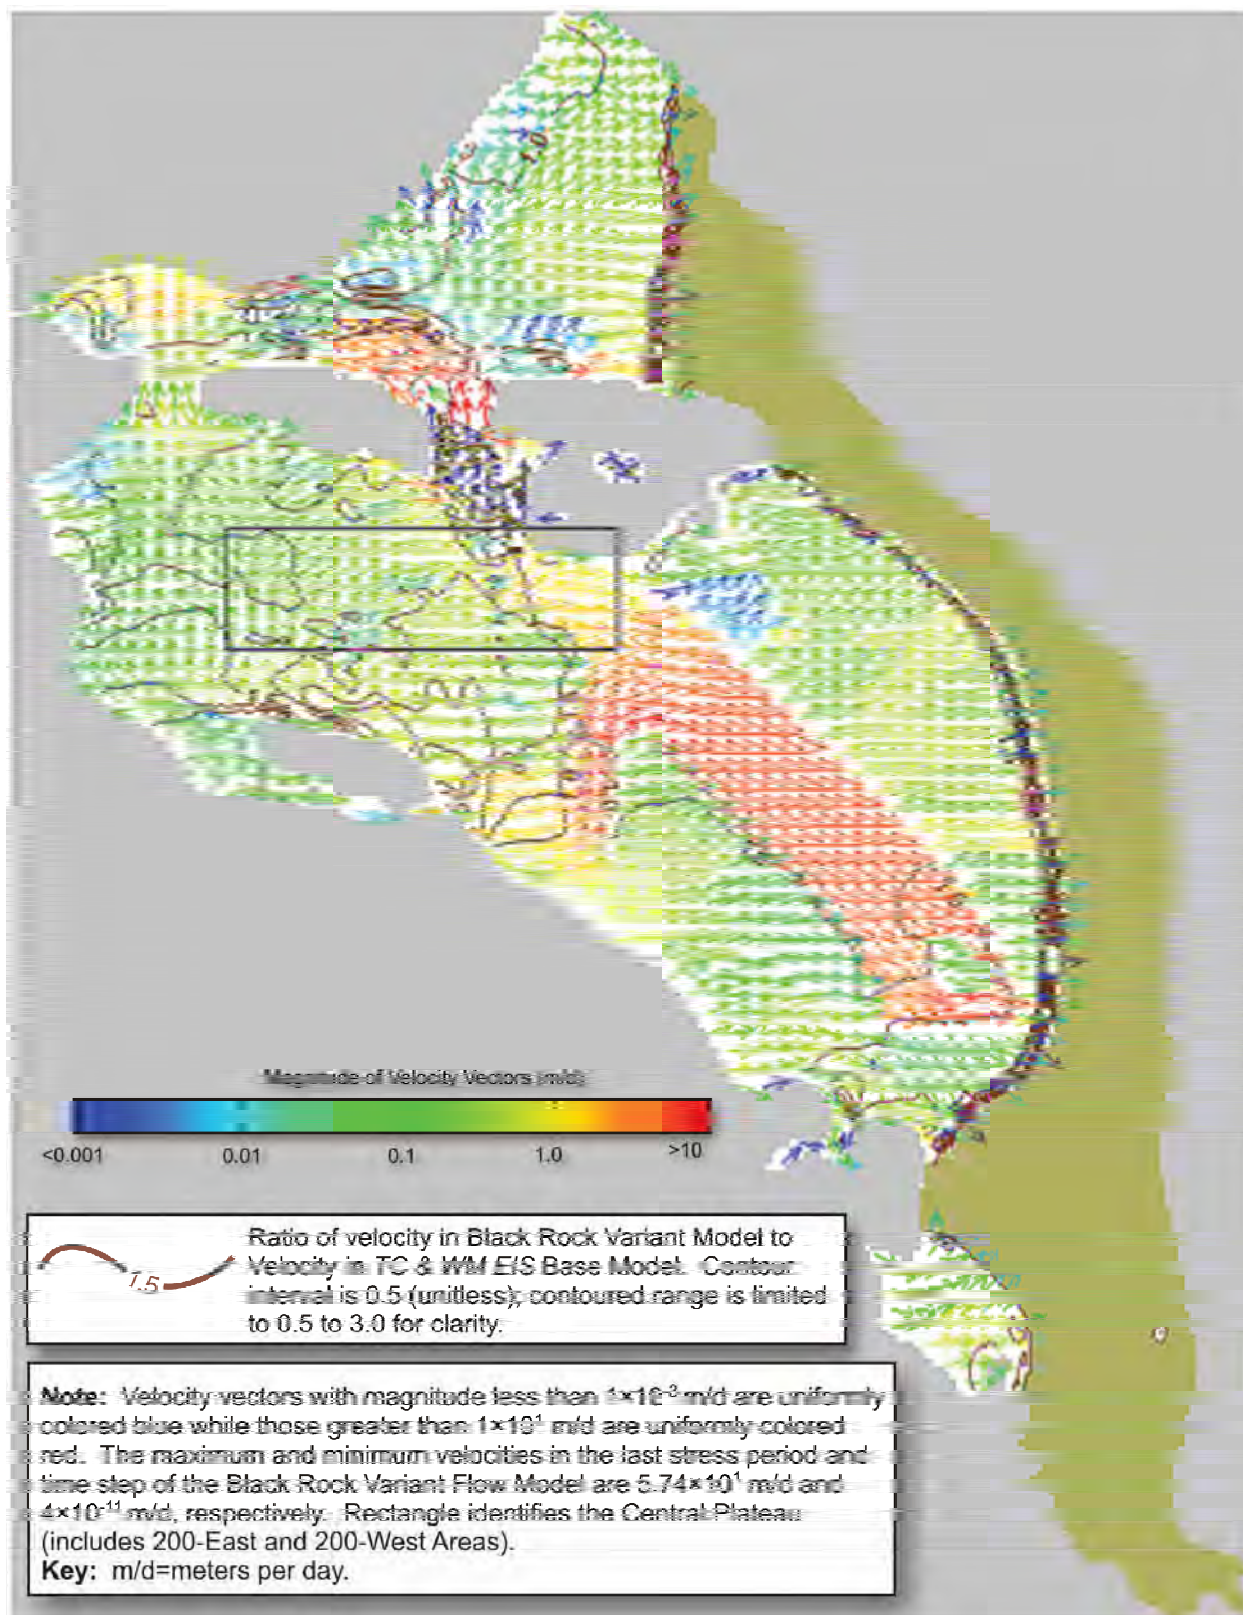 1.0
Magnitude of Velocity Vectors (m/d)
<0.001 0.01 0.1 1.0 >10
1.5
Ratio of velocity in Black Rock Variant Model to
Velocity in TC & WM EIS Base Model. Contour
interval is 0.5 (unitless); contoured range is limited
to 0.5 to 3.0 for clarity.
Note: Velocity vectors with magnitude less than 1×10⁻³ m/d are uniformly
colored blue while those greater than 1×10¹ m/d are uniformly colored
red. The maximum and minimum velocities in the last stress period and
time step of the Black Rock Variant Flow Model are 5.74×10¹ m/d and
4×10⁻¹¹ m/d, respectively. Rectangle identifies the Central Plateau
(includes 200-East and 200-West Areas).
Key: m/d=meters per day.